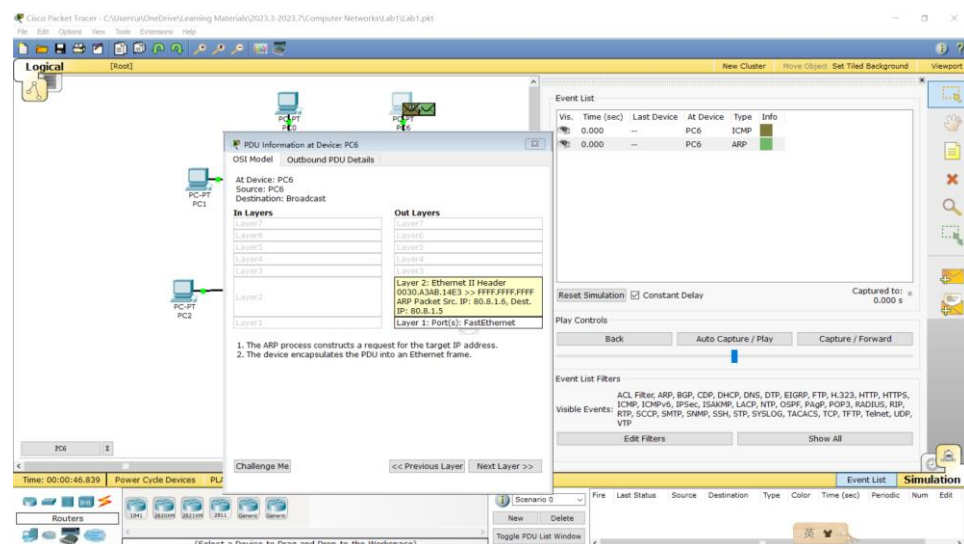 Cisco Packet Tracer - C:\Users\a\OneDrive\Learning Materials\2023.3-2023.7\Computer Networks\Lab1\Lab1.pkt
File Edit Options View Tools Extensions Help
Logical [Root] New Cluster Move Object Set Tiled Background Viewport
PC-PT
PC0
PC-PT
PC6
PC-PT
PC1
PC-PT
PC2
PC6 X
PDU Information at Device: PC6
OSI Model Outbound PDU Details
At Device: PC6
Source: PC6
Destination: Broadcast
In Layers Out Layers
Layer7 Layer7
Layer6 Layer6
Layer5 Layer5
Layer4 Layer4
Layer3 Layer3
Layer2
Layer 2: Ethernet II Header
0030.A3AB.14E3 >> FFFF.FFFF.FFFF
ARP Packet Src. IP: 80.8.1.6, Dest.
IP: 80.8.1.5
Layer1 Layer 1: Port(s): FastEthernet
1. The ARP process constructs a request for the target IP address.
2. The device encapsulates the PDU into an Ethernet frame.
Challenge Me << Previous Layer Next Layer >>
Event List
Vis. Time (sec) Last Device At Device Type Info
0.000 -- PC6 ICMP
0.000 -- PC6 ARP
Reset Simulation Constant Delay Captured to:
0.000 s
Play Controls
Back Auto Capture / Play Capture / Forward
Event List Filters
Visible Events:
ACL Filter, ARP, BGP, CDP, DHCP, DNS, DTP, EIGRP, FTP, H.323, HTTP, HTTPS,
ICMP, ICMPv6, IPSec, ISAKMP, LACP, NTP, OSPF, PAgP, POP3, RADIUS, RIP,
RTP, SCCP, SMTP, SNMP, SSH, STP, SYSLOG, TACACS, TCP, TFTP, Telnet, UDP,
VTP
Edit Filters Show All
Time: 00:00:46.839 Power Cycle Devices Event List Simulation
Routers
1841 2620XM 2621XM 2811 Generic Generic
(Select a Device to Drag and Drop to the Workspace)
Scenario 0
New Delete
Toggle PDU List Window
Fire Last Status Source Destination Type Color Time (sec) Periodic Num Edit
英